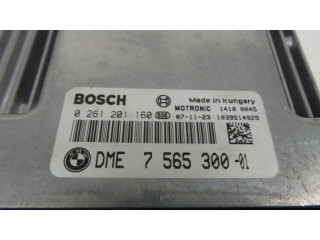 BOSCH
Made in Hungary
MOTRONIC 1410 0045
0 261 201 160 07-11-23 1039S14929
DME 7 565 300-01